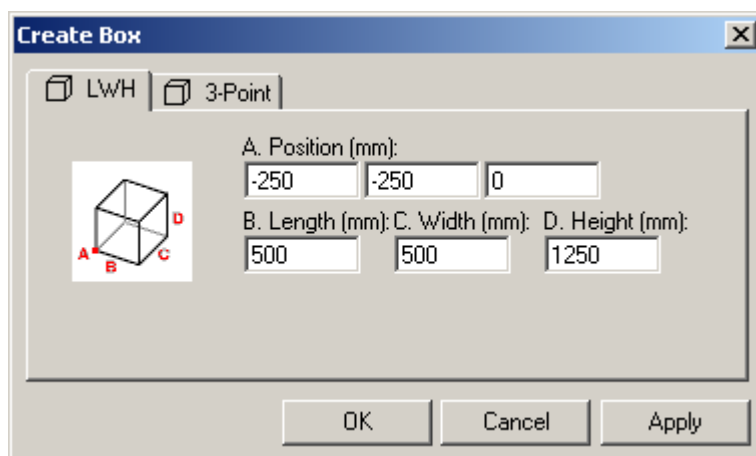 Create Box
LWH 3-Point
A. Position (mm):
-250 -250 0
B. Length (mm): C. Width (mm): D. Height (mm):
500 500 1250
A B C D
OK Cancel Apply